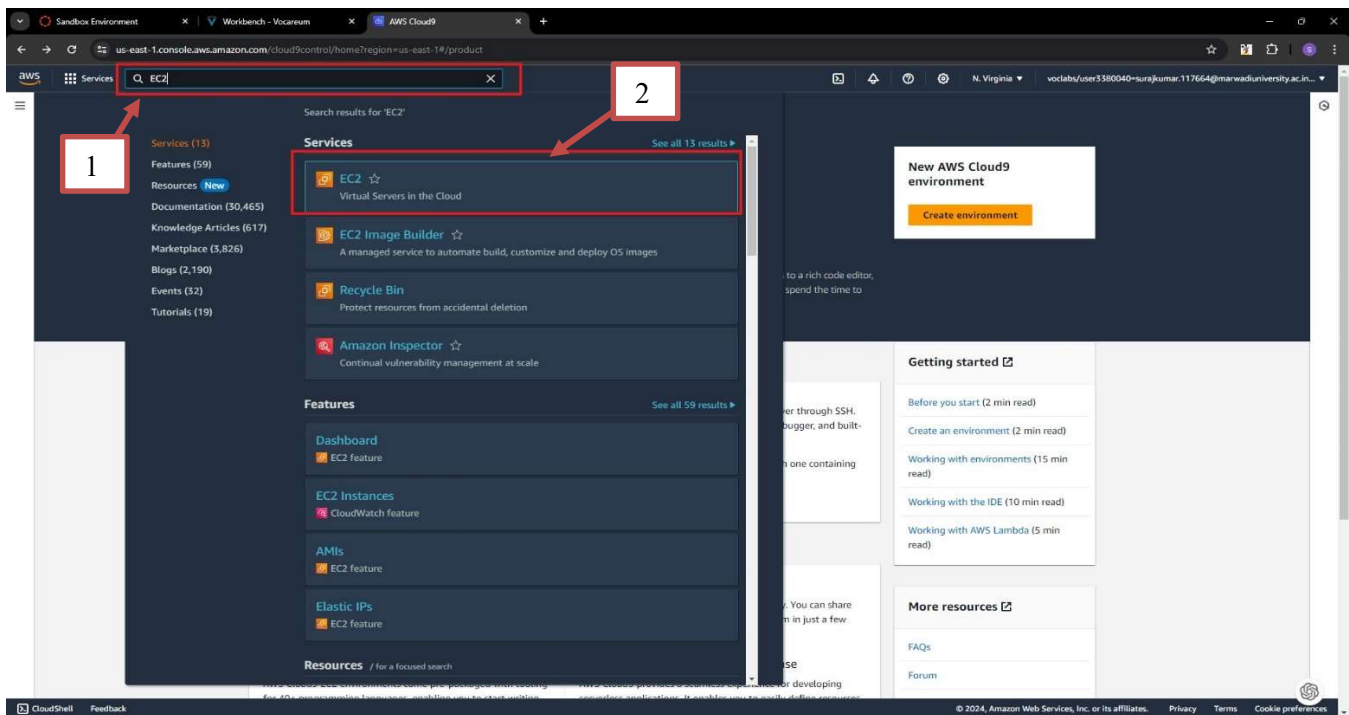 Sandbox Environment
Workbench - Vocareum
AWS Cloud9
us-east-1.console.aws.amazon.com/cloud9control/home?region=us-east-1#/product
S
aws
Services
EC2
N. Virginia
voclabs/user3380040=surajkumar.117664@marwadiuniversity.ac.in...
1
2
Search results for 'EC2'
Services (13)
Features (59)
Resources New
Documentation (30,465)
Knowledge Articles (617)
Marketplace (3,826)
Blogs (2,190)
Events (32)
Tutorials (19)
Services
See all 13 results
EC2
Virtual Servers in the Cloud
EC2 Image Builder
A managed service to automate build, customize and deploy OS images
Recycle Bin
Protect resources from accidental deletion
Amazon Inspector
Continual vulnerability management at scale
Features
See all 59 results
Dashboard
EC2 feature
EC2 Instances
CloudWatch feature
AMIs
EC2 feature
Elastic IPs
EC2 feature
Resources / for a focused search
New AWS Cloud9
environment
Create environment
to a rich code editor,
spend the time to
Getting started
Before you start (2 min read)
Create an environment (2 min read)
Working with environments (15 min
read)
Working with the IDE (10 min read)
Working with AWS Lambda (5 min
read)
er through SSH.
bugger, and built-
one containing
You can share
in just a few
More resources
FAQs
Forum
for developing
CloudShell
Feedback
© 2024, Amazon Web Services, Inc. or its affiliates.
Privacy
Terms
Cookie preferences